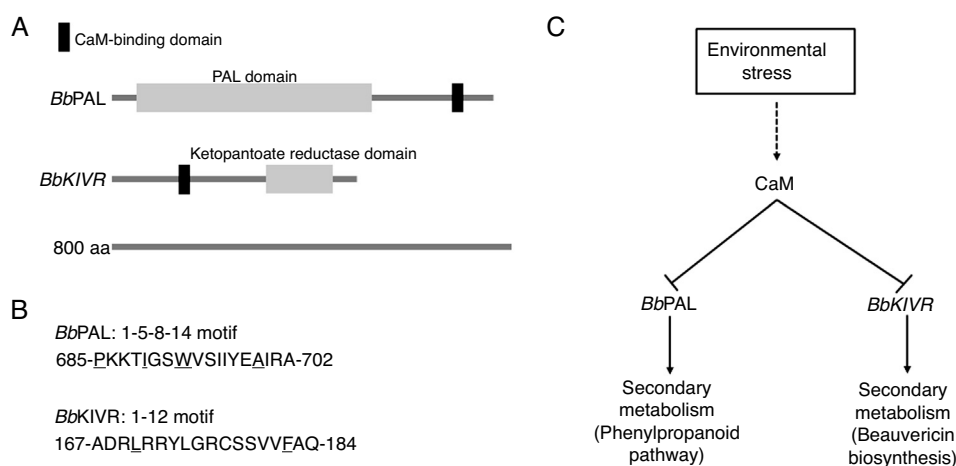 A
CaM-binding domain
PAL domain
BbPAL
Ketopantoate reductase domain
BbKIVR
800 aa
B
BbPAL: 1-5-8-14 motif
685-PKKTIGSWVSIIYEAIRA-702
BbKIVR: 1-12 motif
167-ADRLRRYLGRCSSVVFAQ-184
C
Environmental
stress
CaM
BbPAL
BbKIVR
Secondary
metabolism
(Phenylpropanoid
pathway)
Secondary
metabolism
(Beauvericin
biosynthesis)